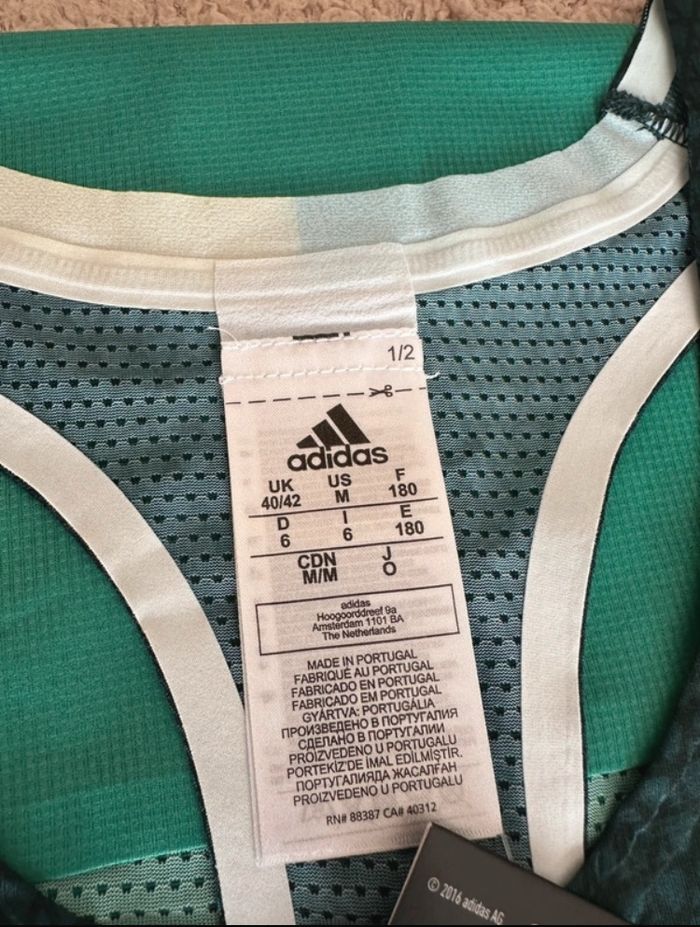 1/2
adidas
UK US F
40/42 M 180
D I E
6 6 180
CDN J
M/M O
adidas
Hoogoorddreef 9a
Amsterdam 1101 BA
The Netherlands
MADE IN PORTUGAL
FABRIQUÉ AU PORTUGAL
FABRICADO EN PORTUGAL
FABRICADO EM PORTUGAL
GYÁRTVA: PORTUGÁLIA
ПРОИЗВЕДЕНО В ПОРТУГАЛИЯ
СДЕЛАНО В ПОРТУГАЛИИ
PROIZVEDENO U PORTUGALU
PORTEKİZ'DE İMAL EDİLMİŞTİR.
ПОРТУГАЛИЯДА ЖАСАЛҒАН
PROIZVEDENO U PORTUGALU
RN# 88387 CA# 40312
© 2016 adidas AG